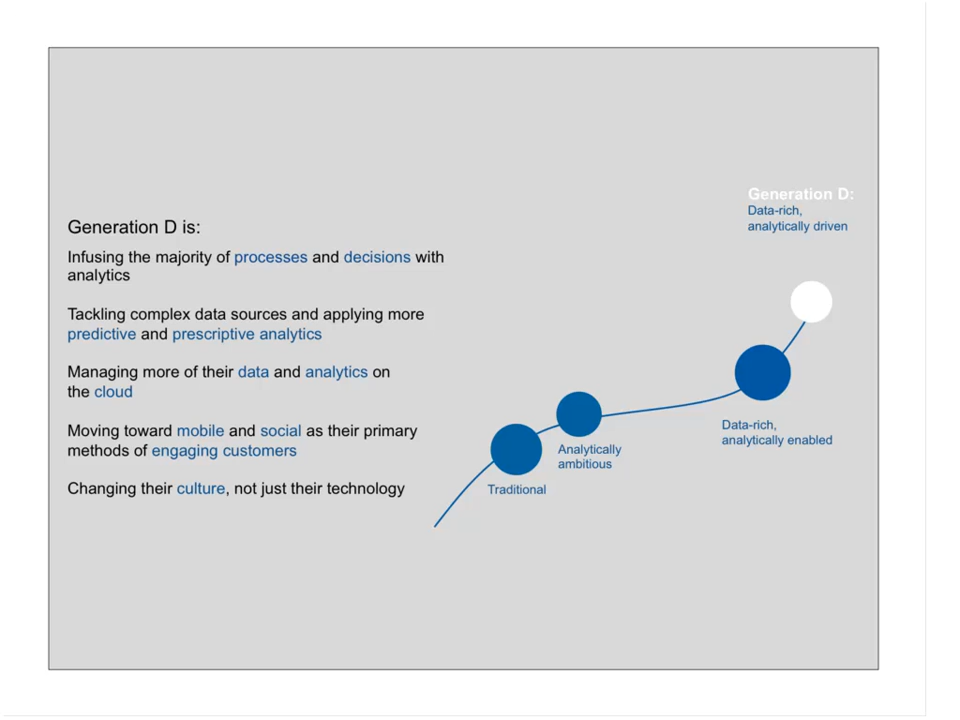 Generation D:
Data-rich,
analytically driven
Generation D is:
Infusing the majority of processes and decisions with
analytics
Tackling complex data sources and applying more
predictive and prescriptive analytics
Managing more of their data and analytics on
the cloud
Moving toward mobile and social as their primary
methods of engaging customers
Changing their culture, not just their technology
Data-rich,
analytically enabled
Analytically
ambitious
Traditional